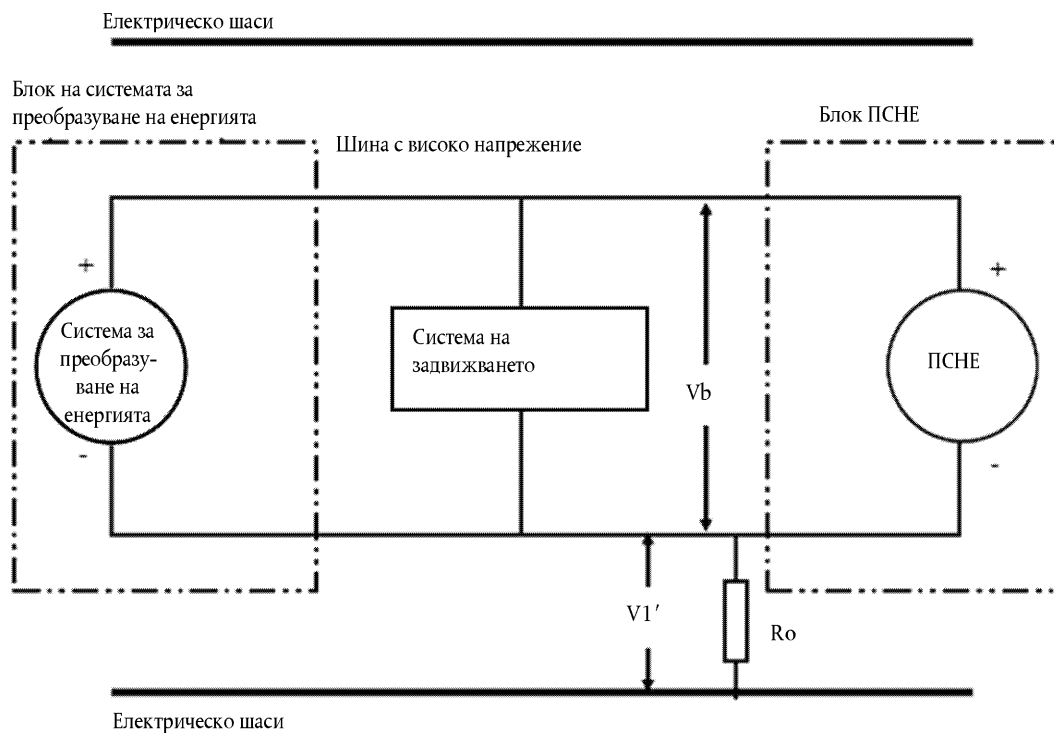 Електрическо шаси
Блок на системата за
преобразуване на енергията
Блок ПСНЕ
Шина с високо напрежение
+
+
Система за
преобразу-
ване на
енергията
Система на
задвижването
ПСНЕ
Vb
-
-
V1′
Ro
Електрическо шаси